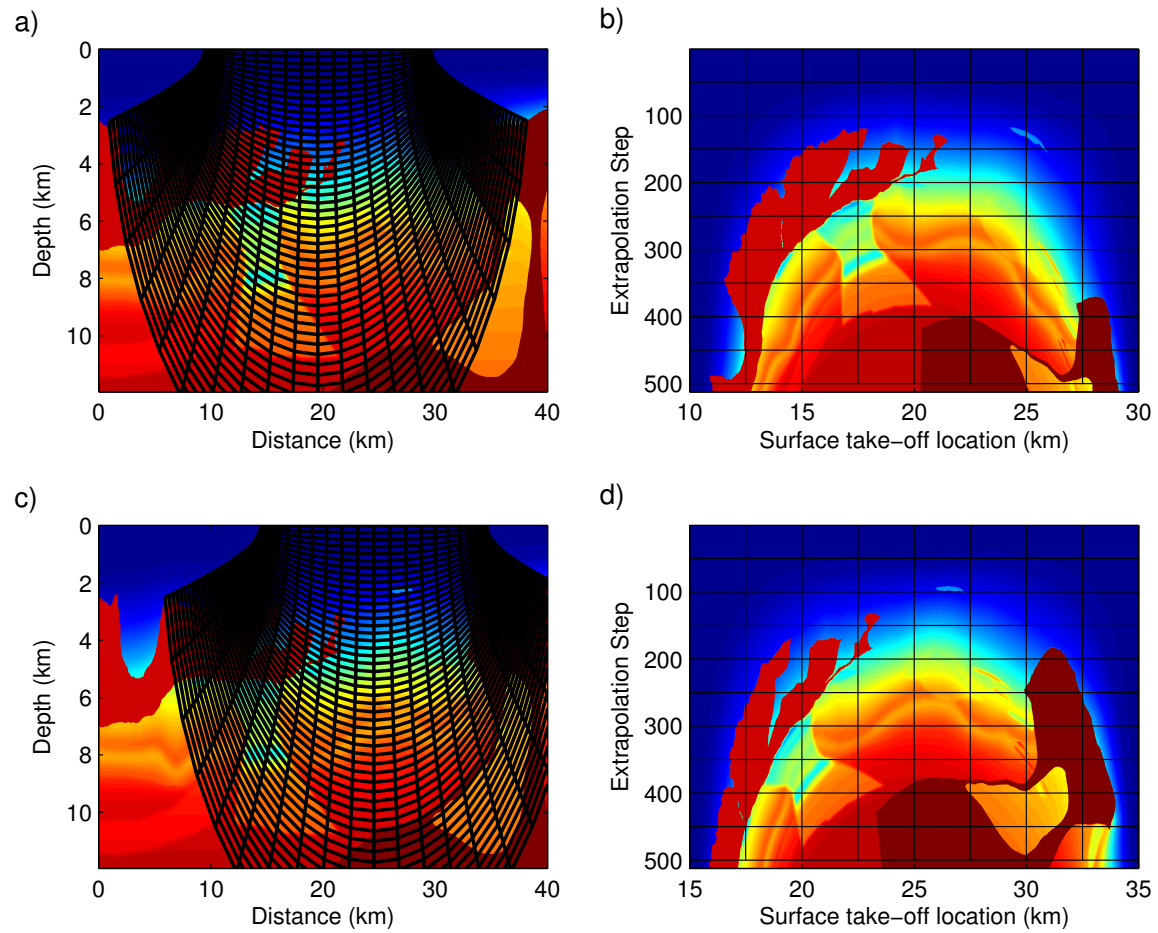 a)
0
2
4
6
8
10
Depth (km)
0 10 20 30 40
Distance (km)
b)
100
200
300
400
500
Extrapolation Step
10 15 20 25 30
Surface take−off location (km)
c)
0
2
4
6
8
10
Depth (km)
0 10 20 30 40
Distance (km)
d)
100
200
300
400
500
Extrapolation Step
15 20 25 30 35
Surface take−off location (km)